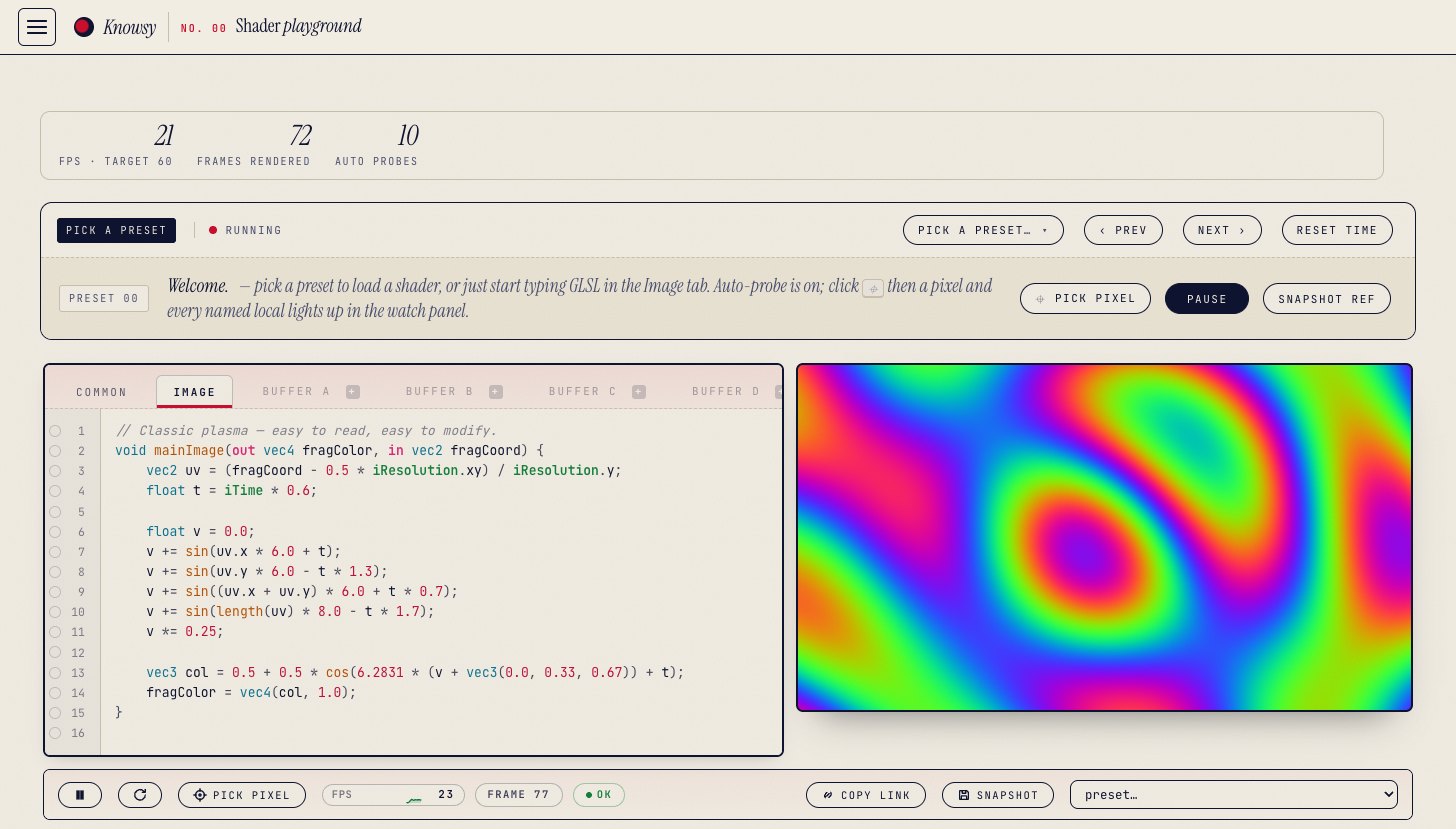 Knowsy NO. 00 Shader playground
21 72 10
FPS · TARGET 60 FRAMES RENDERED AUTO PROBES
PICK A PRESET RUNNING PICK A PRESET… ▾ ‹ PREV NEXT › RESET TIME
PRESET 00 Welcome. — pick a preset to load a shader, or just start typing GLSL in the Image tab. Auto-probe is on; click ⌖ then a pixel and
every named local lights up in the watch panel.
⌖ PICK PIXEL PAUSE SNAPSHOT REF
COMMON IMAGE BUFFER A + BUFFER B + BUFFER C + BUFFER D +
1 // Classic plasma — easy to read, easy to modify.
2 void mainImage(out vec4 fragColor, in vec2 fragCoord) {
3 vec2 uv = (fragCoord - 0.5 * iResolution.xy) / iResolution.y;
4 float t = iTime * 0.6;
5
6 float v = 0.0;
7 v += sin(uv.x * 6.0 + t);
8 v += sin(uv.y * 6.0 - t * 1.3);
9 v += sin((uv.x + uv.y) * 6.0 + t * 0.7);
10 v += sin(length(uv) * 8.0 - t * 1.7);
11 v *= 0.25;
12
13 vec3 col = 0.5 + 0.5 * cos(6.2831 * (v + vec3(0.0, 0.33, 0.67)) + t);
14 fragColor = vec4(col, 1.0);
15 }
16
PICK PIXEL FPS 23 FRAME 77 OK COPY LINK SNAPSHOT preset…